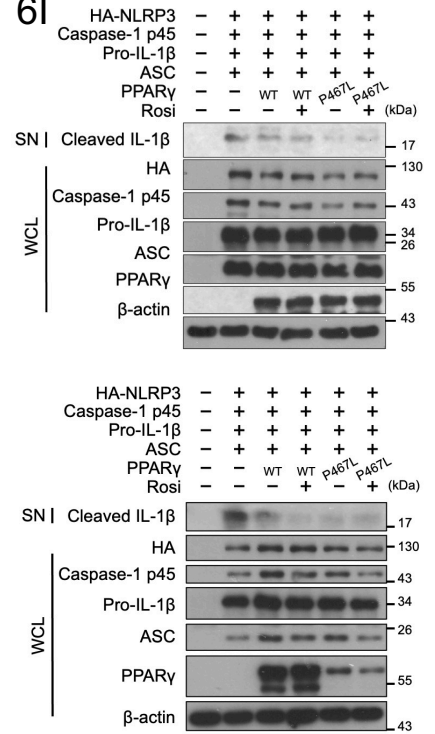 6I
HA-NLRP3 − + + + + +
Caspase-1 p45 − + + + + +
Pro-IL-1β − + + + + +
ASC − + + + + +
PPARγ − − WT WT P467L P467L
Rosi − − − + − + (kDa)
SN Cleaved IL-1β 17
HA 130
Caspase-1 p45 43
Pro-IL-1β 34
26
ASC
PPARγ 55
β-actin 43
WCL
HA-NLRP3 − + + + + +
Caspase-1 p45 − + + + + +
Pro-IL-1β − + + + + +
ASC − + + + + +
PPARγ − − WT WT P467L P467L
Rosi − − − + − + (kDa)
SN Cleaved IL-1β 17
HA 130
Caspase-1 p45 43
Pro-IL-1β 34
ASC 26
PPARγ 55
β-actin 43
WCL